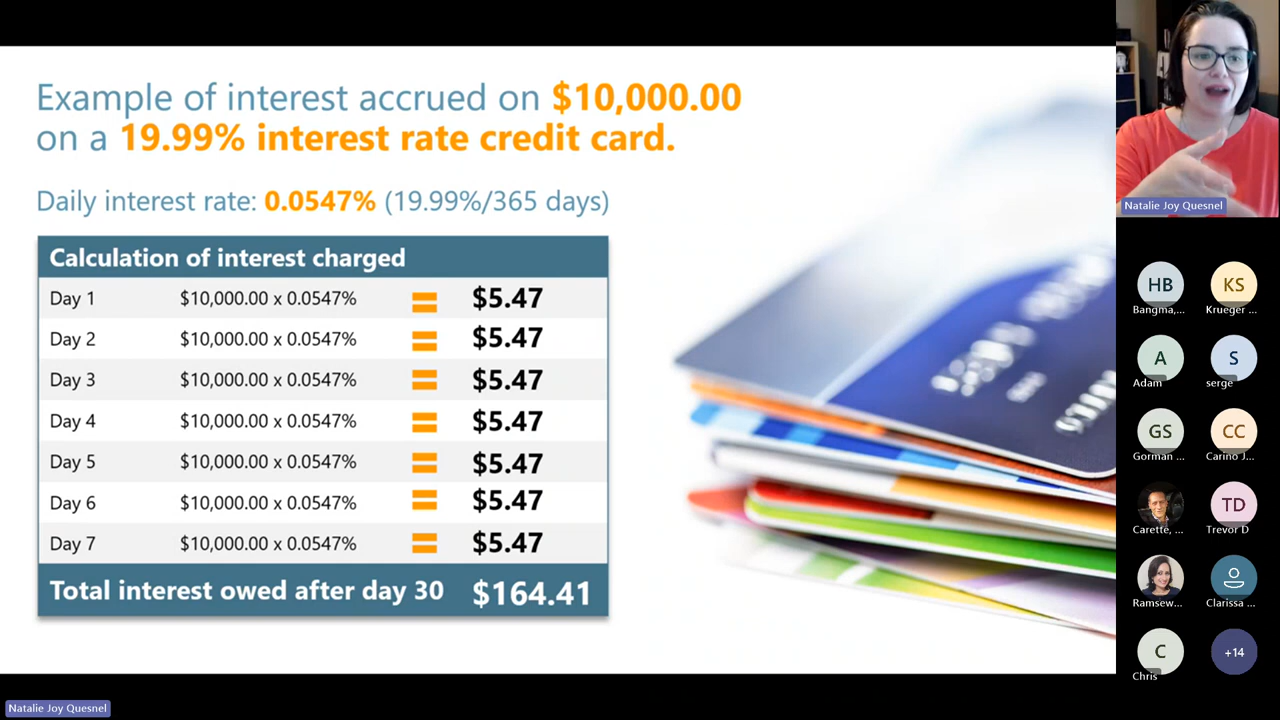 Example of interest accrued on $10,000.00
on a 19.99% interest rate credit card.
Daily interest rate: 0.0547% (19.99%/365 days)
Calculation of interest charged
Day 1 $10,000.00 x 0.0547% = $5.47
Day 2 $10,000.00 x 0.0547% = $5.47
Day 3 $10,000.00 x 0.0547% = $5.47
Day 4 $10,000.00 x 0.0547% = $5.47
Day 5 $10,000.00 x 0.0547% = $5.47
Day 6 $10,000.00 x 0.0547% = $5.47
Day 7 $10,000.00 x 0.0547% = $5.47
Total interest owed after day 30 $164.41
Natalie Joy Quesnel
HB KS
Bangma,... Krueger ...
A S
Adam serge
GS CC
Gorman ... Carino J...
TD
Carette, ... Trevor D
Ramsew... Clarissa ...
C +14
Chris
Natalie Joy Quesnel